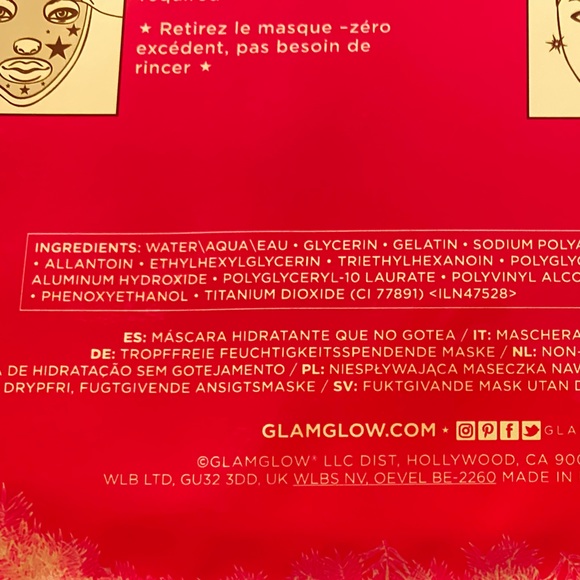 ★ Retirez le masque –zéro
excédent, pas besoin de
rincer ★
INGREDIENTS: WATER\AQUA\EAU • GLYCERIN • GELATIN • SODIUM POLYA
• ALLANTOIN • ETHYLHEXYLGLYCERIN • TRIETHYLHEXANOIN • POLYGLYC
ALUMINUM HYDROXIDE • POLYGLYCERYL-10 LAURATE • POLYVINYL ALCO
• PHENOXYETHANOL • TITANIUM DIOXIDE (CI 77891) <ILN47528>
ES: MÁSCARA HIDRATANTE QUE NO GOTEA / IT: MASCHERA
DE: TROPFFREIE FEUCHTIGKEITSSPENDENDE MASKE / NL: NON-
DE HIDRATAÇÃO SEM GOTEJAMENTO / PL: NIESPŁYWAJĄCA MASECZKA NAW
DRYPFRI, FUGTGIVENDE ANSIGTSMASKE / SV: FUKTGIVANDE MASK UTAN D
GLAMGLOW.COM ★ GLA
©GLAMGLOW® LLC DIST, HOLLYWOOD, CA 900
WLB LTD, GU32 3DD, UK WLBS NV, OEVEL BE-2260 MADE IN